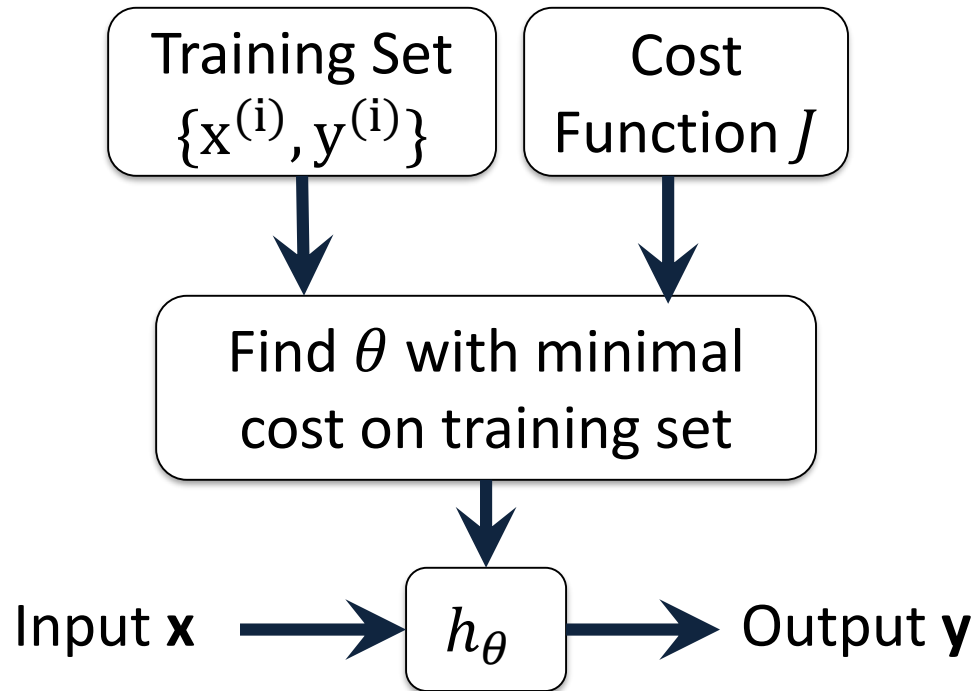 Training Set
{x⁽ⁱ⁾, y⁽ⁱ⁾}
Cost
Function J
Find θ with minimal
cost on training set
Input x
h_θ
Output y